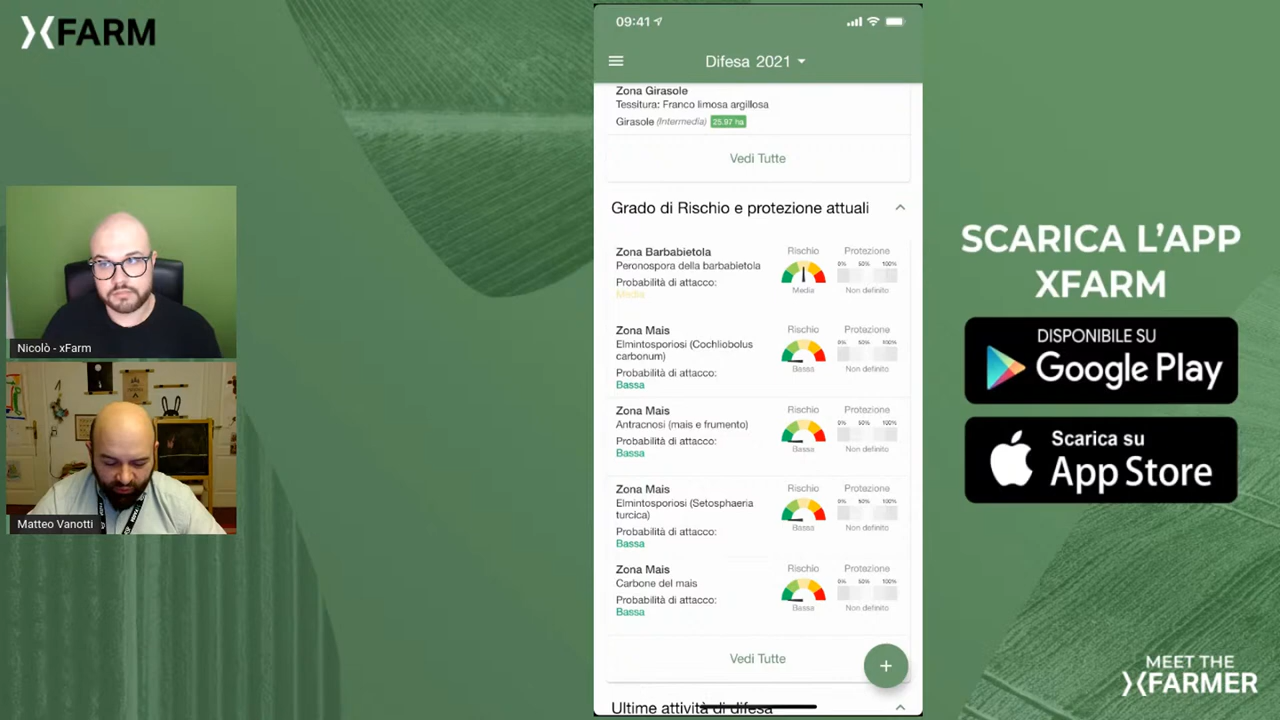 XFARM
Nicolò - xFarm
Matteo Vanotti
09:41
Difesa 2021
Zona Girasole
Tessitura: Franco limosa argillosa
Girasole (Intermedia) 25.97 ha
Vedi Tutte
Grado di Rischio e protezione attuali
Zona Barbabietola
Peronospora della barbabietola
Probabilità di attacco:
Media
Rischio
Media
Protezione
0% 50% 100%
Non definito
Zona Mais
Elmintosporiosi (Cochliobolus
carbonum)
Probabilità di attacco:
Bassa
Rischio
Bassa
Protezione
0% 50% 100%
Non definito
Zona Mais
Antracnosi (mais e frumento)
Probabilità di attacco:
Bassa
Rischio
Bassa
Protezione
0% 50% 100%
Non definito
Zona Mais
Elmintosporiosi (Setosphaeria
turcica)
Probabilità di attacco:
Bassa
Rischio
Bassa
Protezione
0% 50% 100%
Non definito
Zona Mais
Carbone del mais
Probabilità di attacco:
Bassa
Rischio
Bassa
Protezione
0% 50% 100%
Non definito
Vedi Tutte
+
Ultime attività di difesa
SCARICA L'APP
XFARM
DISPONIBILE SU
Google Play
Scarica su
App Store
MEET THE
XFARMER